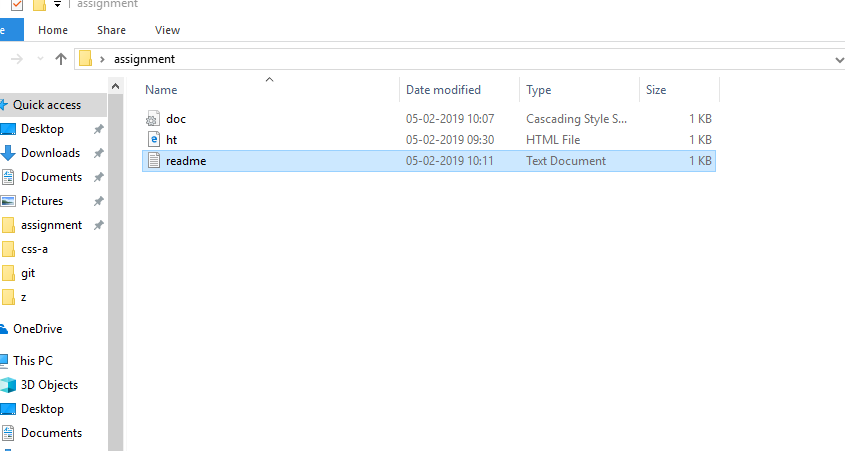 assignment
e Home Share View
assignment
Name Date modified Type Size
doc 05-02-2019 10:07 Cascading Style S... 1 KB
ht 05-02-2019 09:30 HTML File 1 KB
readme 05-02-2019 10:11 Text Document 1 KB
Quick access
Desktop
Downloads
Documents
Pictures
assignment
css-a
git
z
OneDrive
This PC
3D Objects
Desktop
Documents